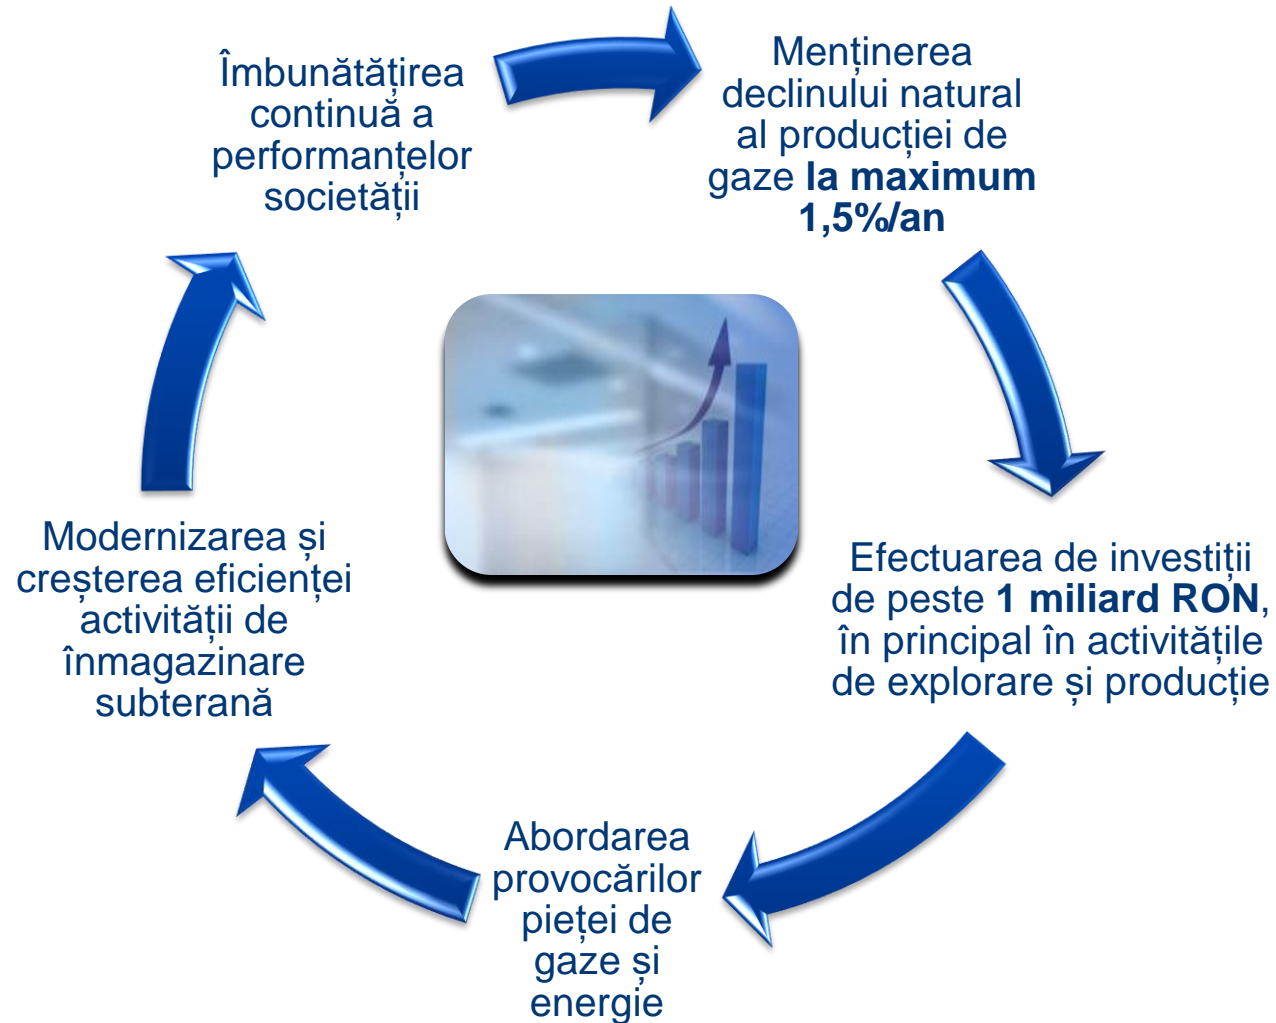 Îmbunătățirea
continuă a
performanțelor
societății
Menținerea
declinului natural
al producției de
gaze la maximum
1,5%/an
Efectuarea de investiții
de peste 1 miliard RON,
în principal în activitățile
de explorare și producție
Abordarea
provocărilor
pieței de
gaze și
energie
Modernizarea și
creșterea eficienței
activității de
înmagazinare
subterană